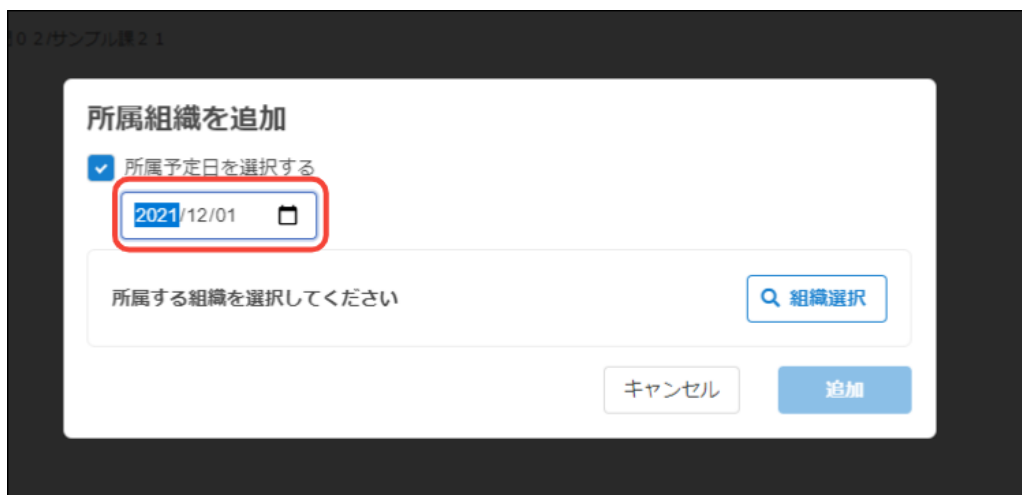 02/サンプル課21
所属組織を追加
所属予定日を選択する
2021/12/01
所属する組織を選択してください
組織選択
キャンセル
追加